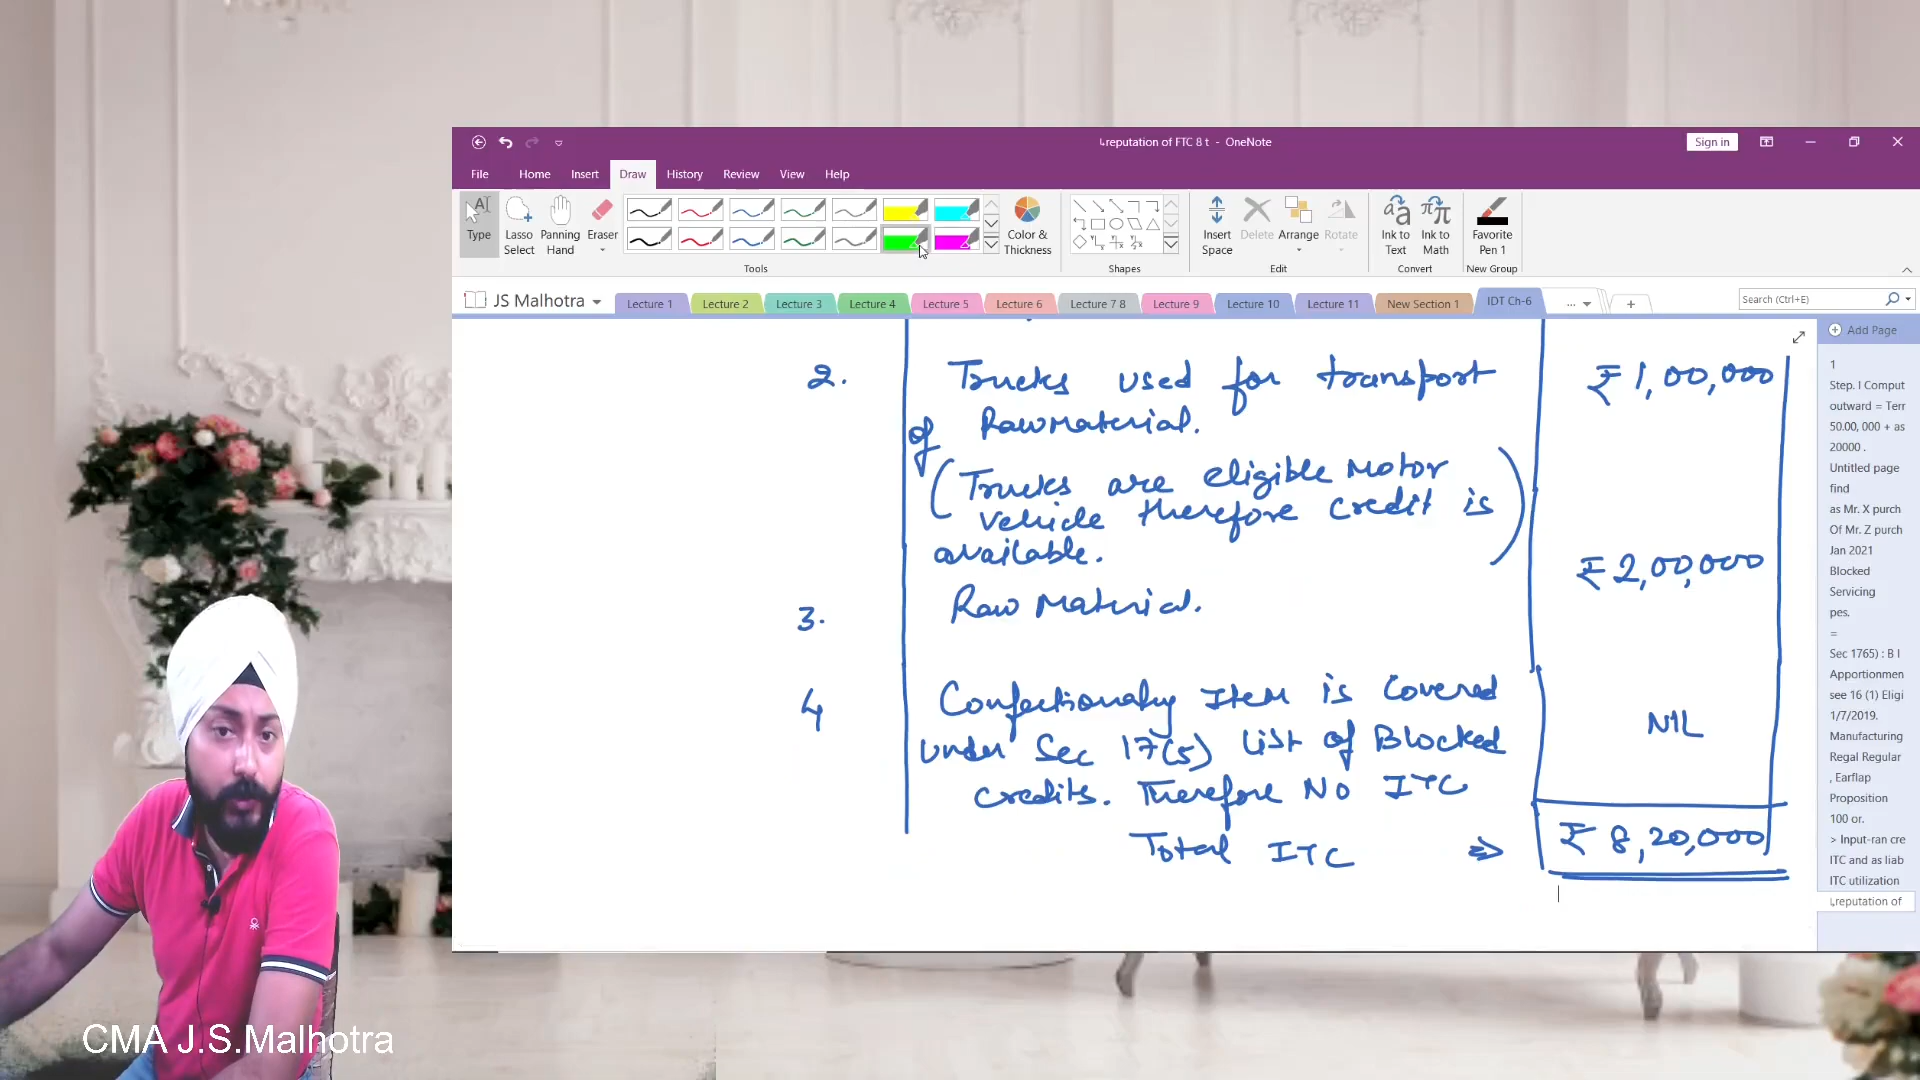 ↳reputation of FTC 8 t - OneNote
Sign in
File Home Insert Draw History Review View Help
Type
Lasso Select
Panning Hand
Eraser
Color & Thickness
Insert Space
Delete
Arrange
Rotate
Ink to Text
Ink to Math
Favorite Pen 1
Tools
Shapes
Edit
Convert
New Group
JS Malhotra
Lecture 1 Lecture 2 Lecture 3 Lecture 4 Lecture 5 Lecture 6 Lecture 7 8 Lecture 9 Lecture 10 Lecture 11 New Section 1 IDT Ch-6 ...
Search (Ctrl+E)
2. Trucks used for transport ₹ 1,00,000
of Raw Material.
(Trucks are eligible Motor
vehicle therefore credit is
available.)
₹ 2,00,000
3. Raw Material.
4 Confectionary Item is Covered
under Sec 17(5) List of Blocked
NIL
credits. Therefore No ITC
Total ITC ⇒ ₹ 8,20,000
Add Page
1
Step. I Comput
outward = Terr
50.00, 000 + as
20000 .
Untitled page
find
as Mr. X purch
Of Mr. Z purch
Jan 2021
Blocked
Servicing
pes.
=
Sec 1765) : B I
Apportionmen
see 16 (1) Eligi
1/7/2019.
Manufacturing
Regal Regular
, Earflap
Proposition
100 or.
> Input-ran cre
ITC and as liab
ITC utilization
↳reputation of
CMA J.S.Malhotra